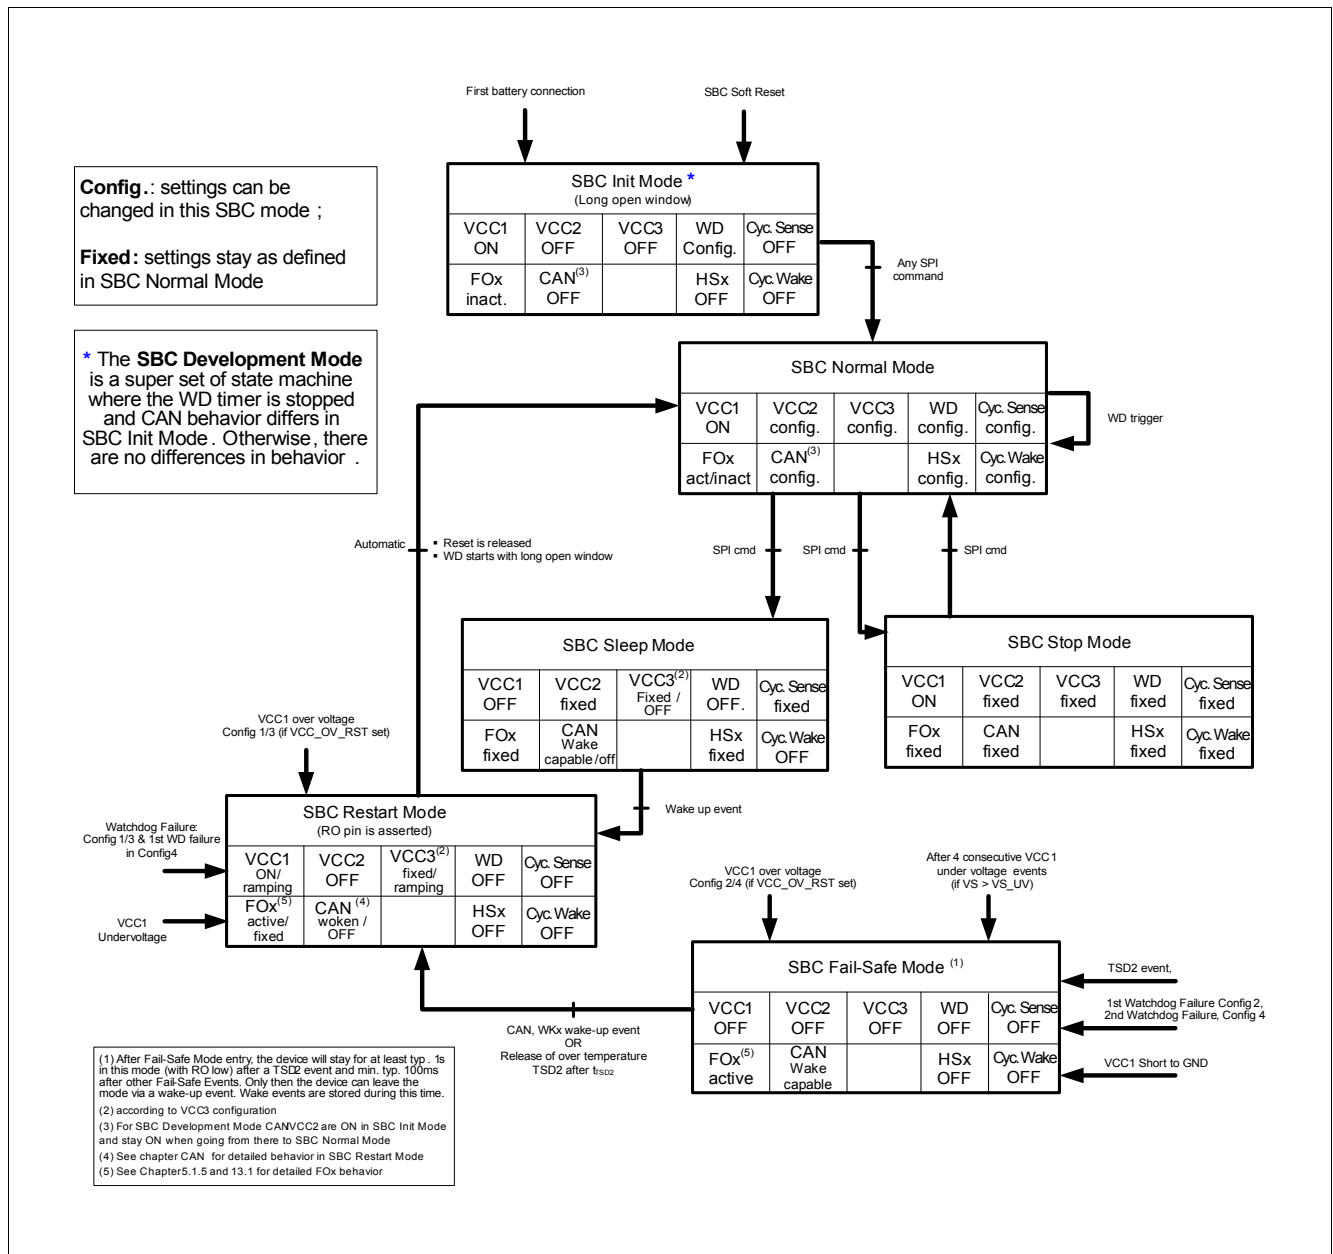 First battery connection
SBC Soft Reset
Config.: settings can be
changed in this SBC mode ;
Fixed: settings stay as defined
in SBC Normal Mode
* The SBC Development Mode
is a super set of state machine
where the WD timer is stopped
and CAN behavior differs in
SBC Init Mode . Otherwise , there
are no differences in behavior .
SBC Init Mode *
(Long open window)
VCC1
ON
VCC2
OFF
VCC3
OFF
WD
Config.
Cyc. Sense
OFF
FOx
inact.
CAN(3)
OFF
HSx
OFF
Cyc. Wake
OFF
Any SPI
command
SBC Normal Mode
VCC1
ON
VCC2
config.
VCC3
config.
WD
config.
Cyc. Sense
config.
FOx
act/inact
CAN(3)
config.
HSx
config.
Cyc. Wake
config.
WD trigger
Automatic
▪ Reset is released
▪ WD starts with long open window
SPI cmd
SPI cmd
SPI cmd
SBC Sleep Mode
VCC1
OFF
VCC2
fixed
VCC3(2)
Fixed /
OFF
WD
OFF.
Cyc. Sense
fixed
FOx
fixed
CAN
Wake
capable /off
HSx
fixed
Cyc. Wake
OFF
SBC Stop Mode
VCC1
ON
VCC2
fixed
VCC3
fixed
WD
fixed
Cyc. Sense
fixed
FOx
fixed
CAN
fixed
HSx
fixed
Cyc. Wake
fixed
VCC1 over voltage
Config 1/3 (if VCC_OV_RST set)
Wake up event
Watchdog Failure:
Config 1/3 & 1st WD failure
in Config4
VCC1
Undervoltage
SBC Restart Mode
(RO pin is asserted)
VCC1
ON/
ramping
VCC2
OFF
VCC3(2)
fixed/
ramping
WD
OFF
Cyc. Sense
OFF
FOx(5)
active/
fixed
CAN(4)
woken /
OFF
HSx
OFF
Cyc. Wake
OFF
VCC1 over voltage
Config 2/4 (if VCC_OV_RST set)
After 4 consecutive VCC1
under voltage events
(if VS > VS_UV)
SBC Fail-Safe Mode (1)
VCC1
OFF
VCC2
OFF
VCC3
OFF
WD
OFF
Cyc. Sense
OFF
FOx(5)
active
CAN
Wake
capable
HSx
OFF
Cyc. Wake
OFF
TSD2 event,
1st Watchdog Failure Config 2,
2nd Watchdog Failure, Config 4
VCC1 Short to GND
CAN, WKx wake-up event
OR
Release of over temperature
TSD2 after tTSD2
(1) After Fail-Safe Mode entry, the device will stay for at least typ. 1s
in this mode (with RO low) after a TSD2 event and min. typ. 100ms
after other Fail-Safe Events. Only then the device can leave the
mode via a wake-up event. Wake events are stored during this time.
(2) according to VCC3 configuration
(3) For SBC Development Mode CAN/VCC2 are ON in SBC Init Mode
and stay ON when going from there to SBC Normal Mode
(4) See chapter CAN for detailed behavior in SBC Restart Mode
(5) See Chapter 5.1.5 and 13.1 for detailed FOx behavior